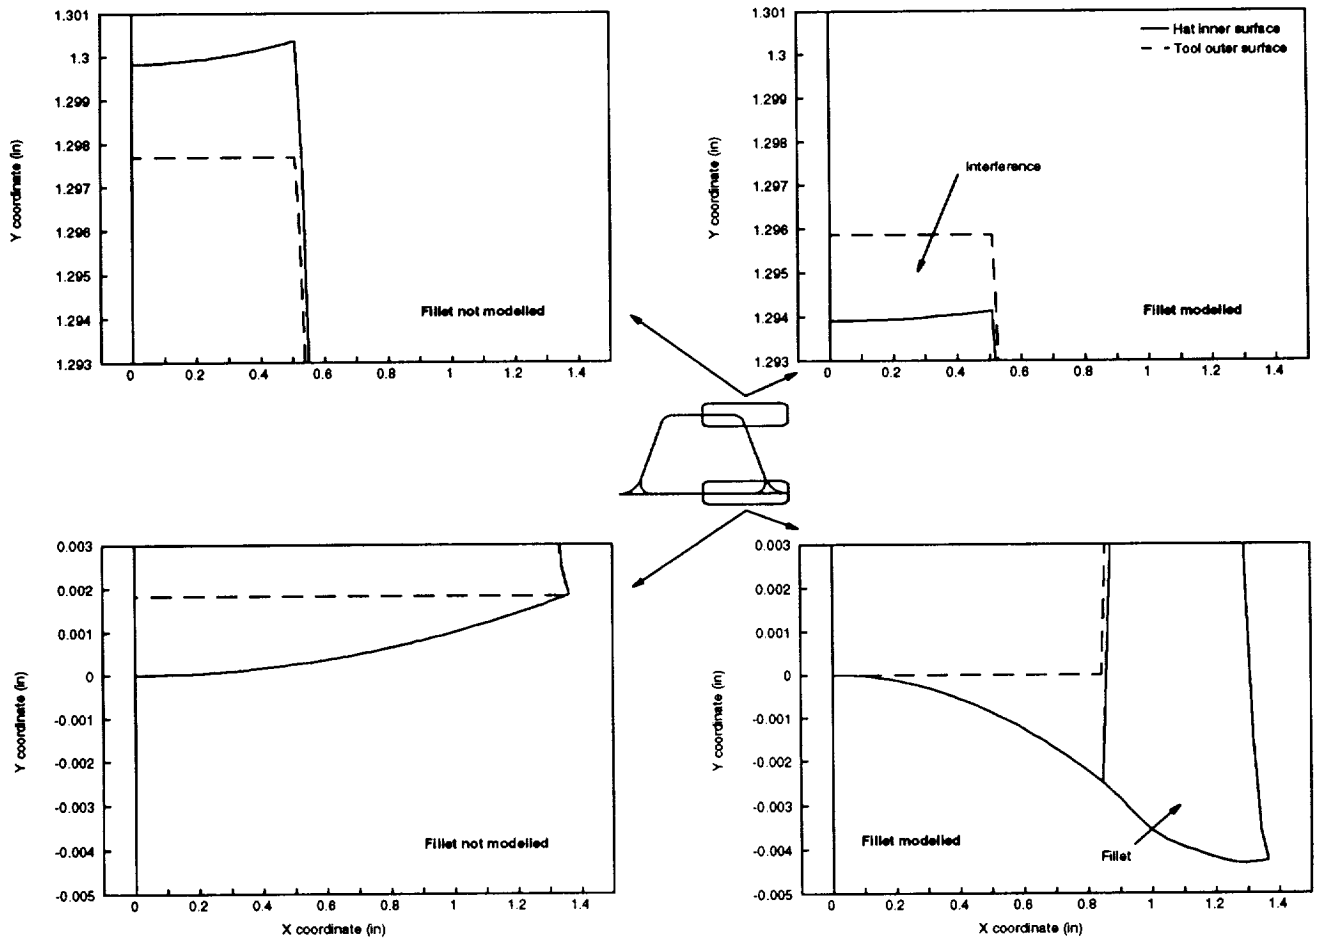 1.301
1.3
1.299
1.298
1.297
1.296
1.295
1.294
1.293
Y coordinate (in)
Fillet not modelled
0 0.2 0.4 0.6 0.8 1 1.2 1.4
1.301
1.3
1.299
1.298
1.297
1.296
1.295
1.294
1.293
Y coordinate (in)
Hat inner surface
Tool outer surface
Interference
Fillet modelled
0 0.2 0.4 0.6 0.8 1 1.2 1.4
0.003
0.002
0.001
0
-0.001
-0.002
-0.003
-0.004
-0.005
Y coordinate (in)
Fillet not modelled
0 0.2 0.4 0.6 0.8 1 1.2 1.4
X coordinate (in)
0.003
0.002
0.001
0
-0.001
-0.002
-0.003
-0.004
-0.005
Y coordinate (in)
Fillet modelled
Fillet
0 0.2 0.4 0.6 0.8 1 1.2 1.4
X coordinate (in)